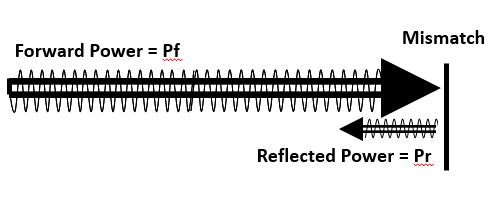 Mismatch
Forward Power = Pf
Reflected Power = Pr